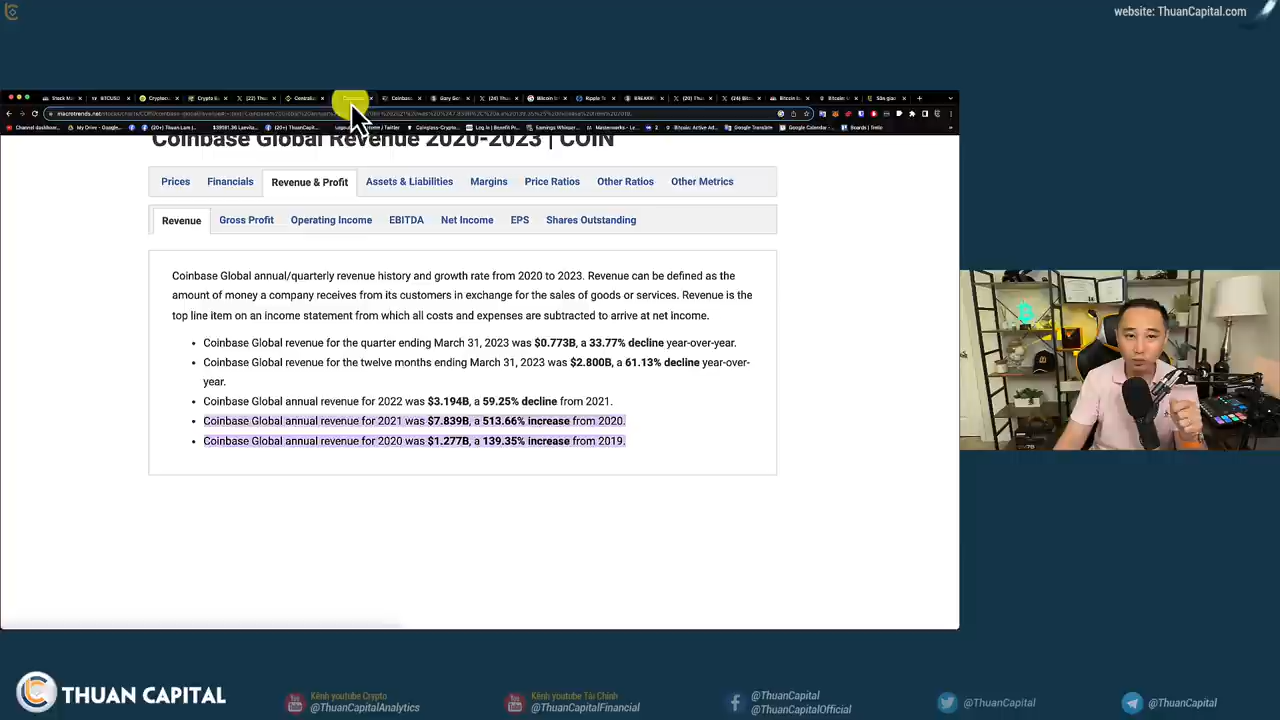 website: ThuanCapital.com
Coinbase Global Revenue 2020-2023 | COIN
Prices Financials Revenue & Profit Assets & Liabilities Margins Price Ratios Other Ratios Other Metrics
Revenue Gross Profit Operating Income EBITDA Net Income EPS Shares Outstanding
Coinbase Global annual/quarterly revenue history and growth rate from 2020 to 2023. Revenue can be defined as the
amount of money a company receives from its customers in exchange for the sales of goods or services. Revenue is the
top line item on an income statement from which all costs and expenses are subtracted to arrive at net income.
• Coinbase Global revenue for the quarter ending March 31, 2023 was $0.773B, a 33.77% decline year-over-year.
• Coinbase Global revenue for the twelve months ending March 31, 2023 was $2.800B, a 61.13% decline year-over-
year.
• Coinbase Global annual revenue for 2022 was $3.194B, a 59.25% decline from 2021.
• Coinbase Global annual revenue for 2021 was $7.839B, a 513.66% increase from 2020.
• Coinbase Global annual revenue for 2020 was $1.277B, a 139.35% increase from 2019.
THUAN CAPITAL
Kênh youtube Crypto
@ThuanCapitalAnalytics
Kênh youtube Tài Chính
@ThuanCapitalFinancial
@ThuanCapital
@ThuanCapitalOfficial
@ThuanCapital
@ThuanCapital